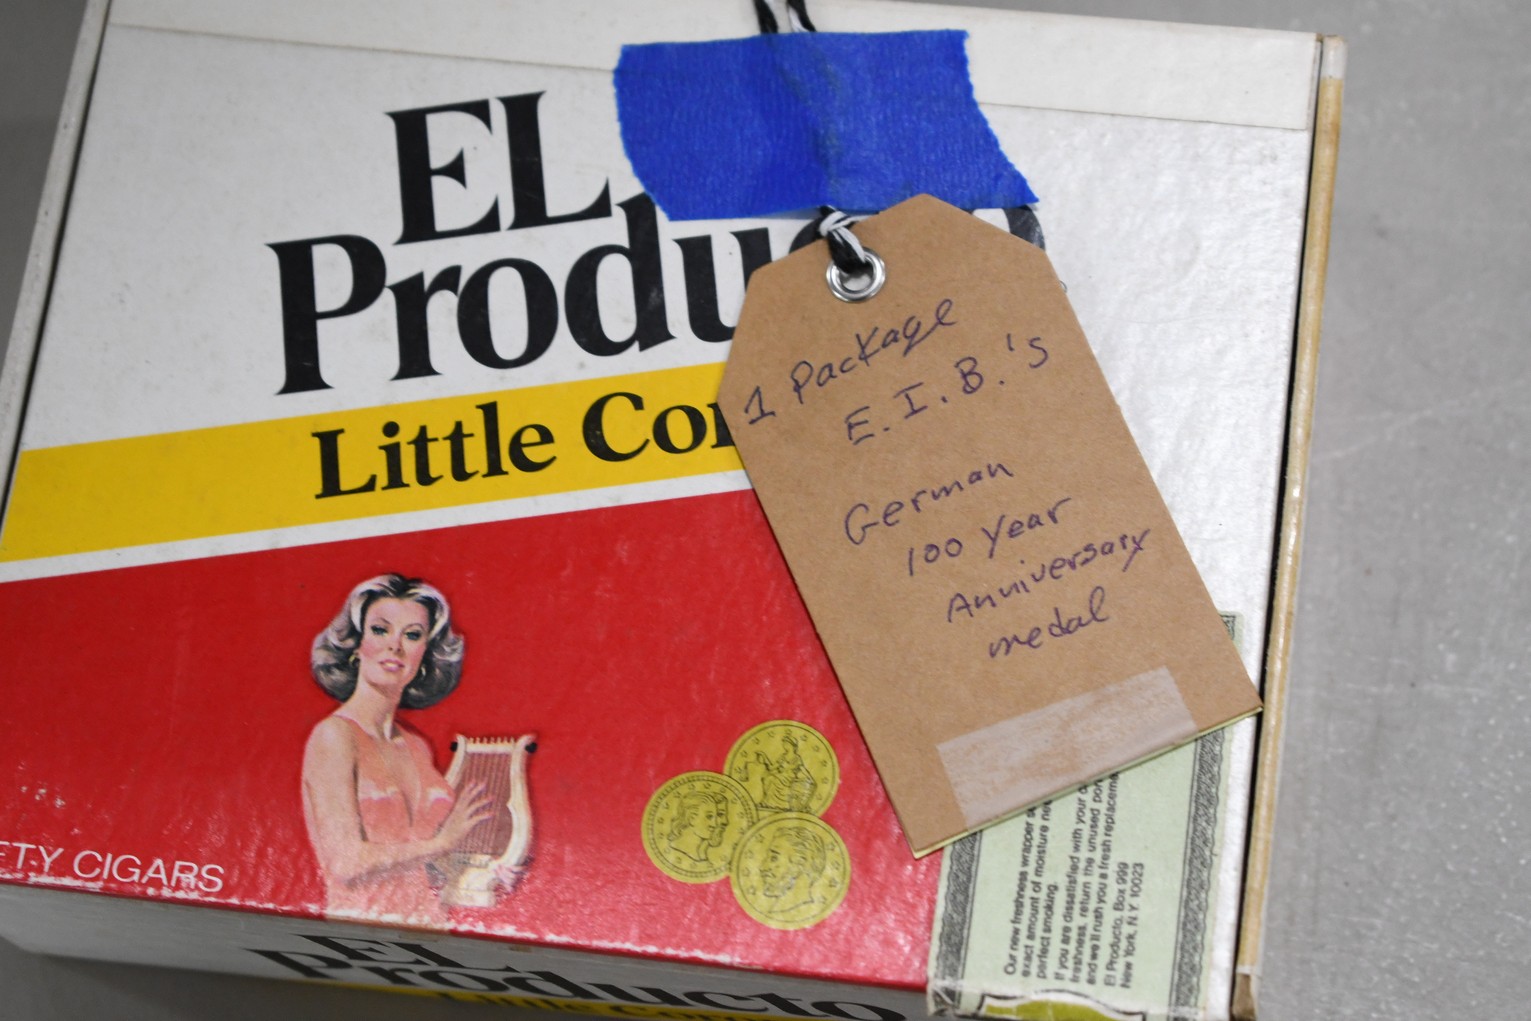 EL
Produ
Little Co
ETY CIGARS
1 Package
E.I.B.'s
German
100 Year
Anniversary
medal
Our new freshness wrapper
exact amount of moisture
perfect smoking.
If you are dissatisfied with your
freshness, return the unused
and we'll rush you a fresh
El Producto, Box 999
New York, N.Y. 10023
EL
Producto
Little